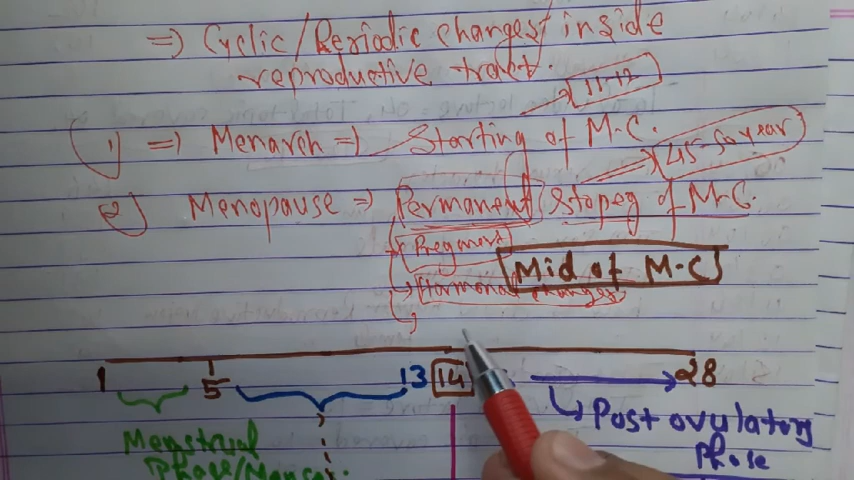 => Cyclic/Periodic changes inside
reproductive tract.
11-12
1) => Menarch => Starting of M.C.
45-50 year
2) Menopause => Permanent Stopeg of M.C.
Pregment
Mid of M.C
Hormonal changes
1 5 13 14 28
Menstrual
Phase/Menses.
Post ovulatory
Phase